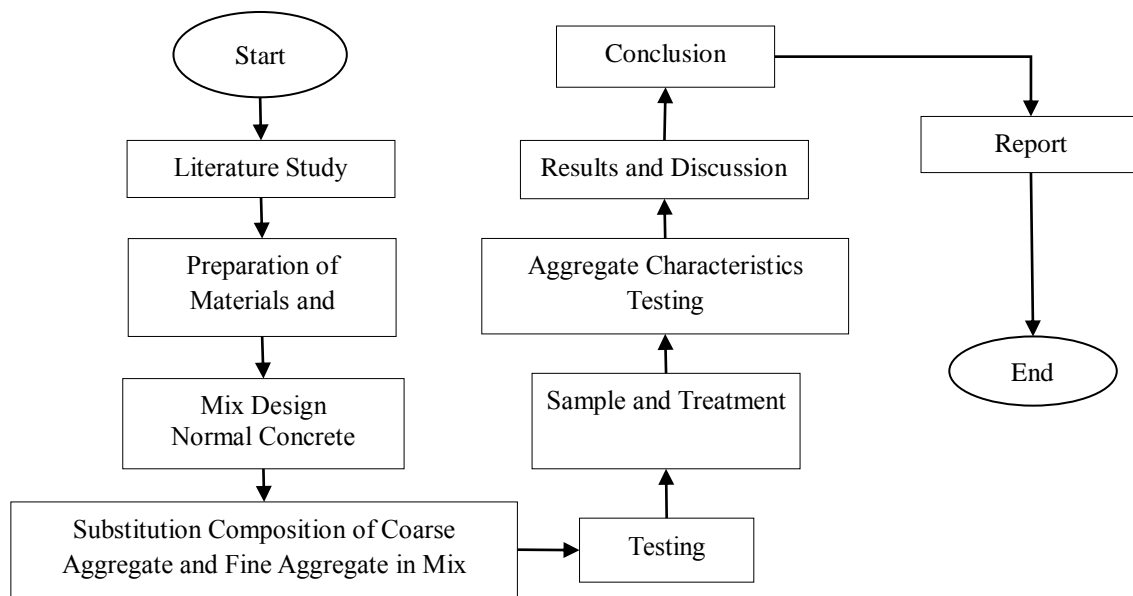 Start
Literature Study
Preparation of
Materials and
Mix Design
Normal Concrete
Substitution Composition of Coarse
Aggregate and Fine Aggregate in Mix
Testing
Sample and Treatment
Aggregate Characteristics
Testing
Results and Discussion
Conclusion
Report
End